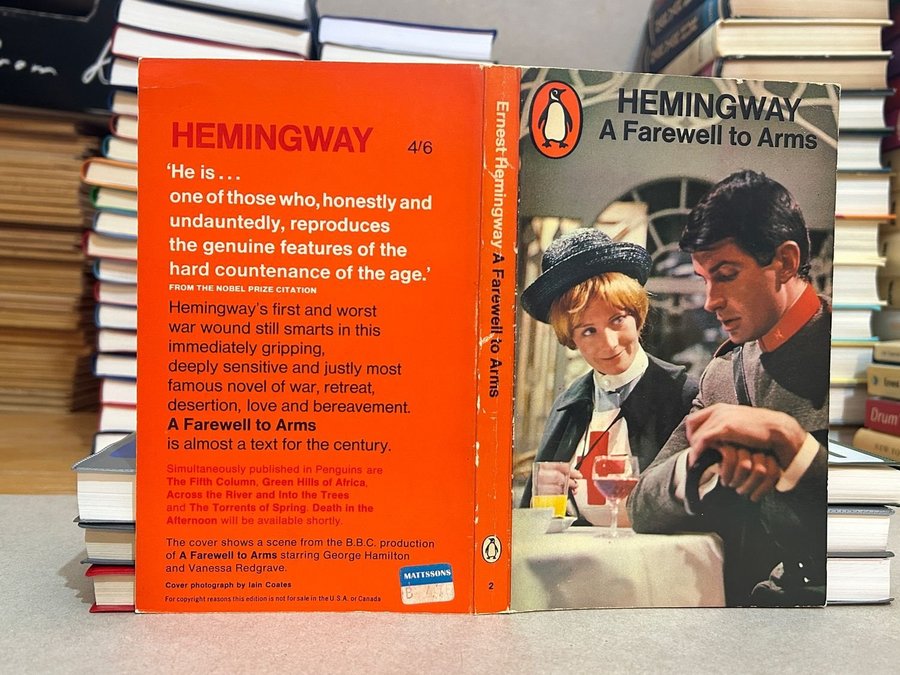 HEMINGWAY
4/6
‘He is ...
one of those who, honestly and
undauntedly, reproduces
the genuine features of the
hard countenance of the age.’
FROM THE NOBEL PRIZE CITATION
Hemingway's first and worst
war wound still smarts in this
immediately gripping,
deeply sensitive and justly most
famous novel of war, retreat,
desertion, love and bereavement.
A Farewell to Arms
is almost a text for the century.
Simultaneously published in Penguins are
The Fifth Column, Green Hills of Africa,
Across the River and Into the Trees
and The Torrents of Spring. Death in the
Afternoon will be available shortly.
The cover shows a scene from the B.B.C. production
of A Farewell to Arms starring George Hamilton
and Vanessa Redgrave.
Cover photograph by Iain Coates
For copyright reasons this edition is not for sale in the U.S.A. or Canada
MATTSSONS
Ernest Hemingway A Farewell to Arms
2
HEMINGWAY
A Farewell to Arms
Drum